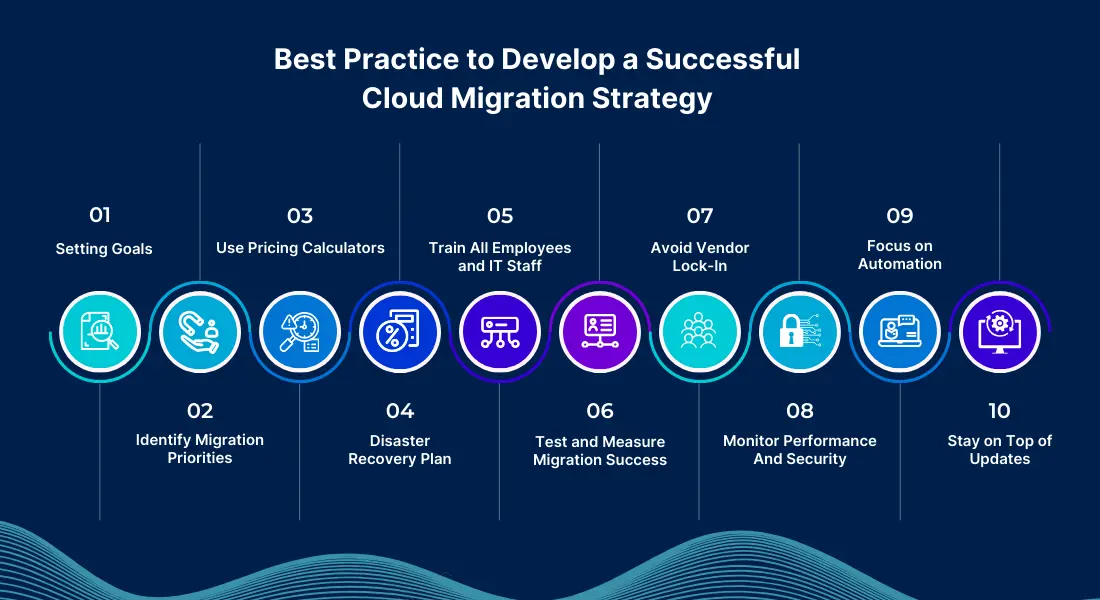 Best Practice to Develop a Successful
Cloud Migration Strategy
01
Setting Goals
02
Identify Migration
Priorities
03
Use Pricing Calculators
04
Disaster
Recovery Plan
05
Train All Employees
and IT Staff
06
Test and Measure
Migration Success
07
Avoid Vendor
Lock-In
08
Monitor Performance
And Security
09
Focus on
Automation
10
Stay on Top of
Updates